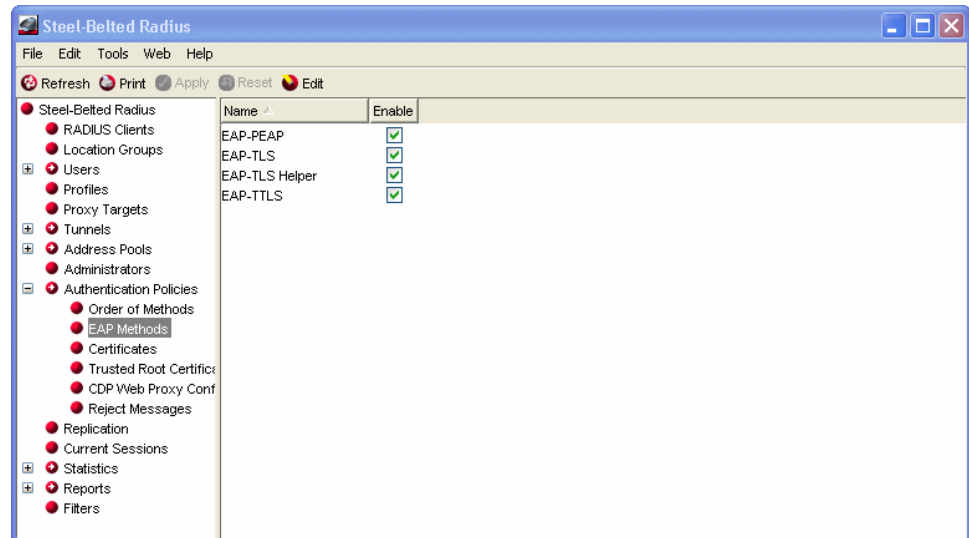 Steel-Belted Radius
File Edit Tools Web Help
Refresh Print Apply Reset Edit
Steel-Belted Radius
RADIUS Clients
Location Groups
Users
Profiles
Proxy Targets
Tunnels
Address Pools
Administrators
Authentication Policies
Order of Methods
EAP Methods
Certificates
Trusted Root Certifica
CDP Web Proxy Conf
Reject Messages
Replication
Current Sessions
Statistics
Reports
Filters
Name Enable
EAP-PEAP
EAP-TLS
EAP-TLS Helper
EAP-TTLS